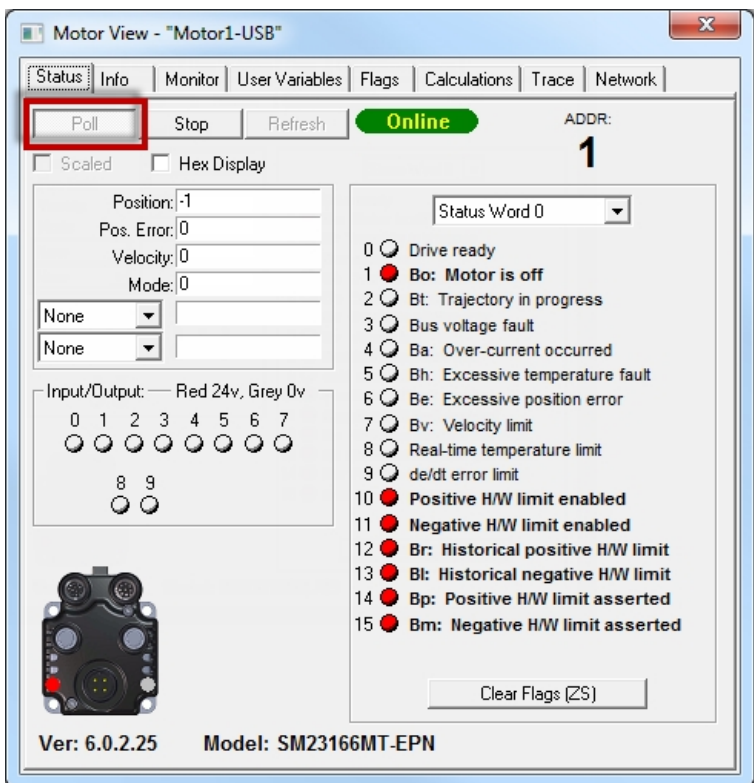 Motor View - "Motor1-USB"
Status Info Monitor User Variables Flags Calculations Trace Network
Poll Stop Refresh Online ADDR:
1
Scaled Hex Display
Position: -1
Pos. Error: 0
Velocity: 0
Mode: 0
None
None
Input/Output: Red 24v, Grey 0v
0 1 2 3 4 5 6 7
8 9
Status Word 0
0 Drive ready
1 Bo: Motor is off
2 Bt: Trajectory in progress
3 Bus voltage fault
4 Ba: Over-current occurred
5 Bh: Excessive temperature fault
6 Be: Excessive position error
7 Bv: Velocity limit
8 Real-time temperature limit
9 de/dt error limit
10 Positive H/W limit enabled
11 Negative H/W limit enabled
12 Br: Historical positive H/W limit
13 Bl: Historical negative H/W limit
14 Bp: Positive H/W limit asserted
15 Bm: Negative H/W limit asserted
Clear Flags (ZS)
Ver: 6.0.2.25 Model: SM23166MT-EPN